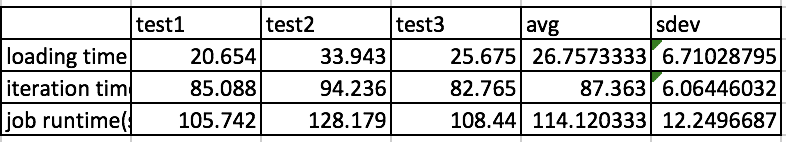 test1 test2 test3 avg sdev
loading time 20.654 33.943 25.675 26.7573333 6.71028795
iteration tim 85.088 94.236 82.765 87.363 6.06446032
job runtime(s 105.742 128.179 108.44 114.120333 12.2496687